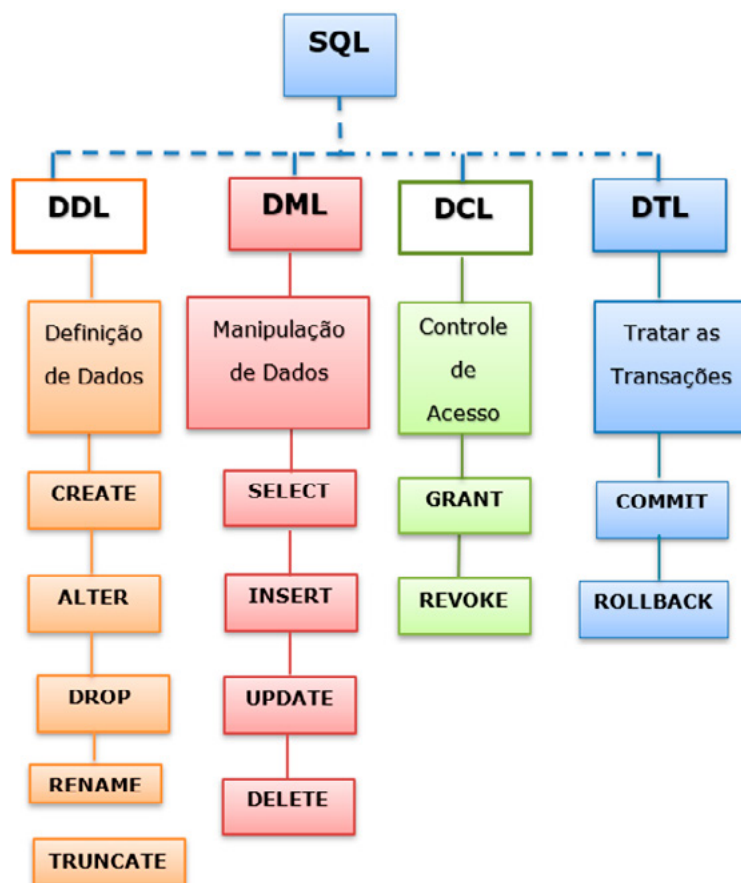 SQL
DDL
DML
DCL
DTL
Definição
de Dados
Manipulação
de Dados
Controle
de
Acesso
Tratar as
Transações
CREATE
SELECT
GRANT
COMMIT
ALTER
INSERT
REVOKE
ROLLBACK
DROP
UPDATE
RENAME
DELETE
TRUNCATE